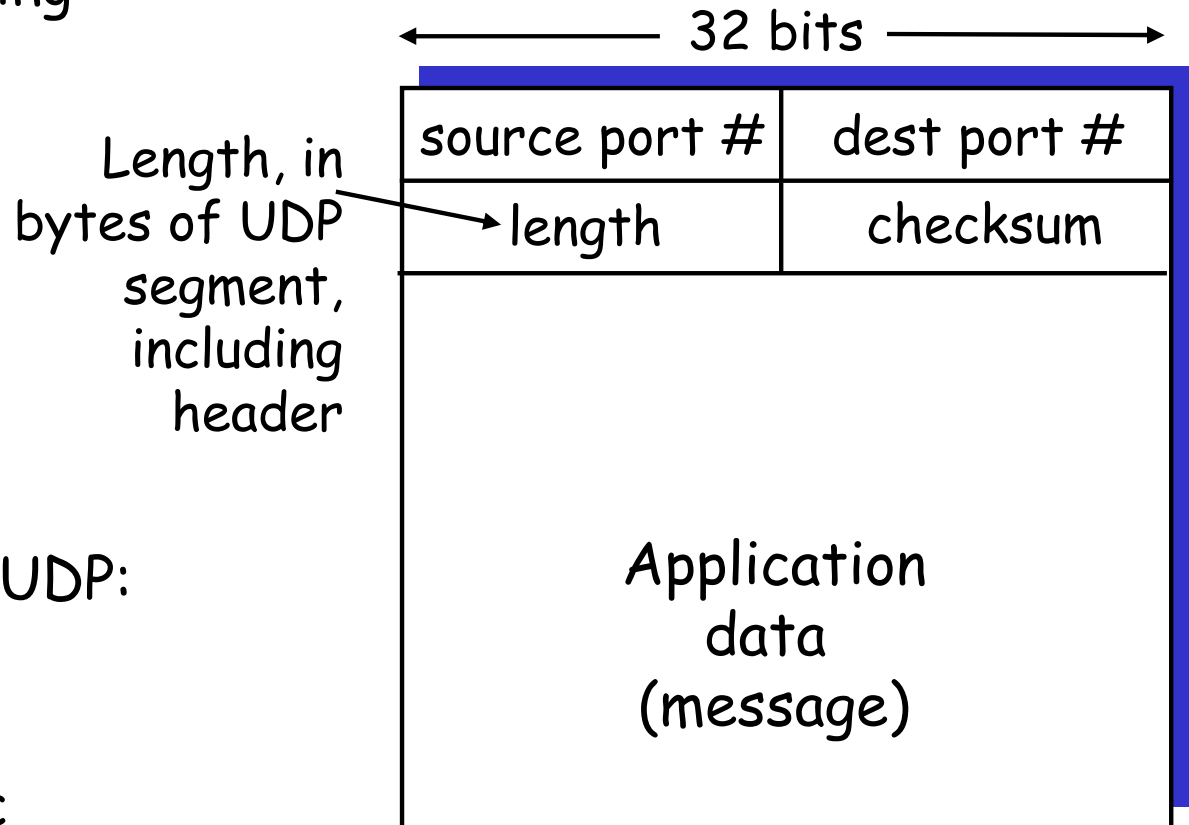 32 bits
source port # dest port #
Length, in
bytes of UDP
segment,
including
header
length checksum
UDP:
Application
data
(message)